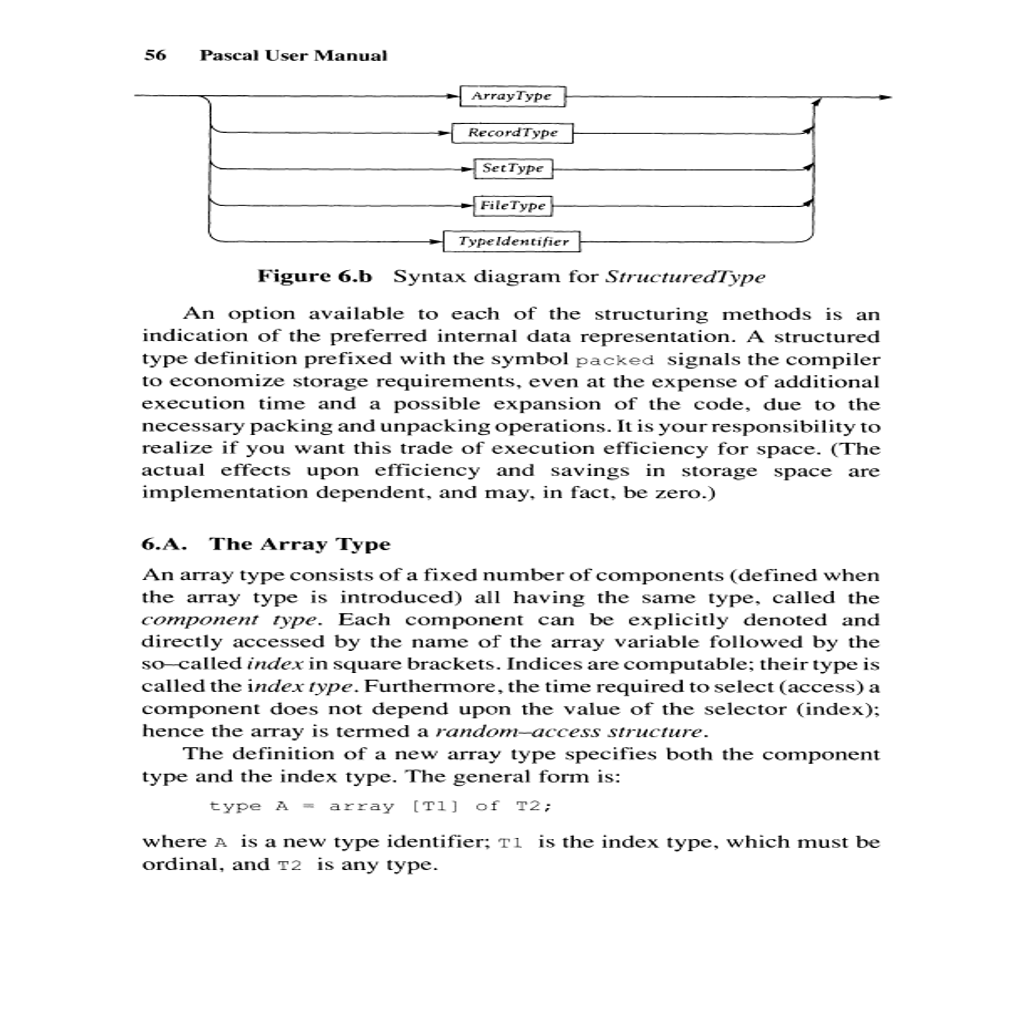 56 Pascal User Manual
ArrayType
RecordType
SetType
FileType
TypeIdentifier
Figure 6.b Syntax diagram for StructuredType
An option available to each of the structuring methods is an
indication of the preferred internal data representation. A structured
type definition prefixed with the symbol packed signals the compiler
to economize storage requirements, even at the expense of additional
execution time and a possible expansion of the code, due to the
necessary packing and unpacking operations. It is your responsibility to
realize if you want this trade of execution efficiency for space. (The
actual effects upon efficiency and savings in storage space are
implementation dependent, and may, in fact, be zero.)
6.A. The Array Type
An array type consists of a fixed number of components (defined when
the array type is introduced) all having the same type, called the
component type. Each component can be explicitly denoted and
directly accessed by the name of the array variable followed by the
so–called index in square brackets. Indices are computable; their type is
called the index type. Furthermore, the time required to select (access) a
component does not depend upon the value of the selector (index);
hence the array is termed a random–access structure.
The definition of a new array type specifies both the component
type and the index type. The general form is:
type A = array [T1] of T2;
where A is a new type identifier; T1 is the index type, which must be
ordinal, and T2 is any type.